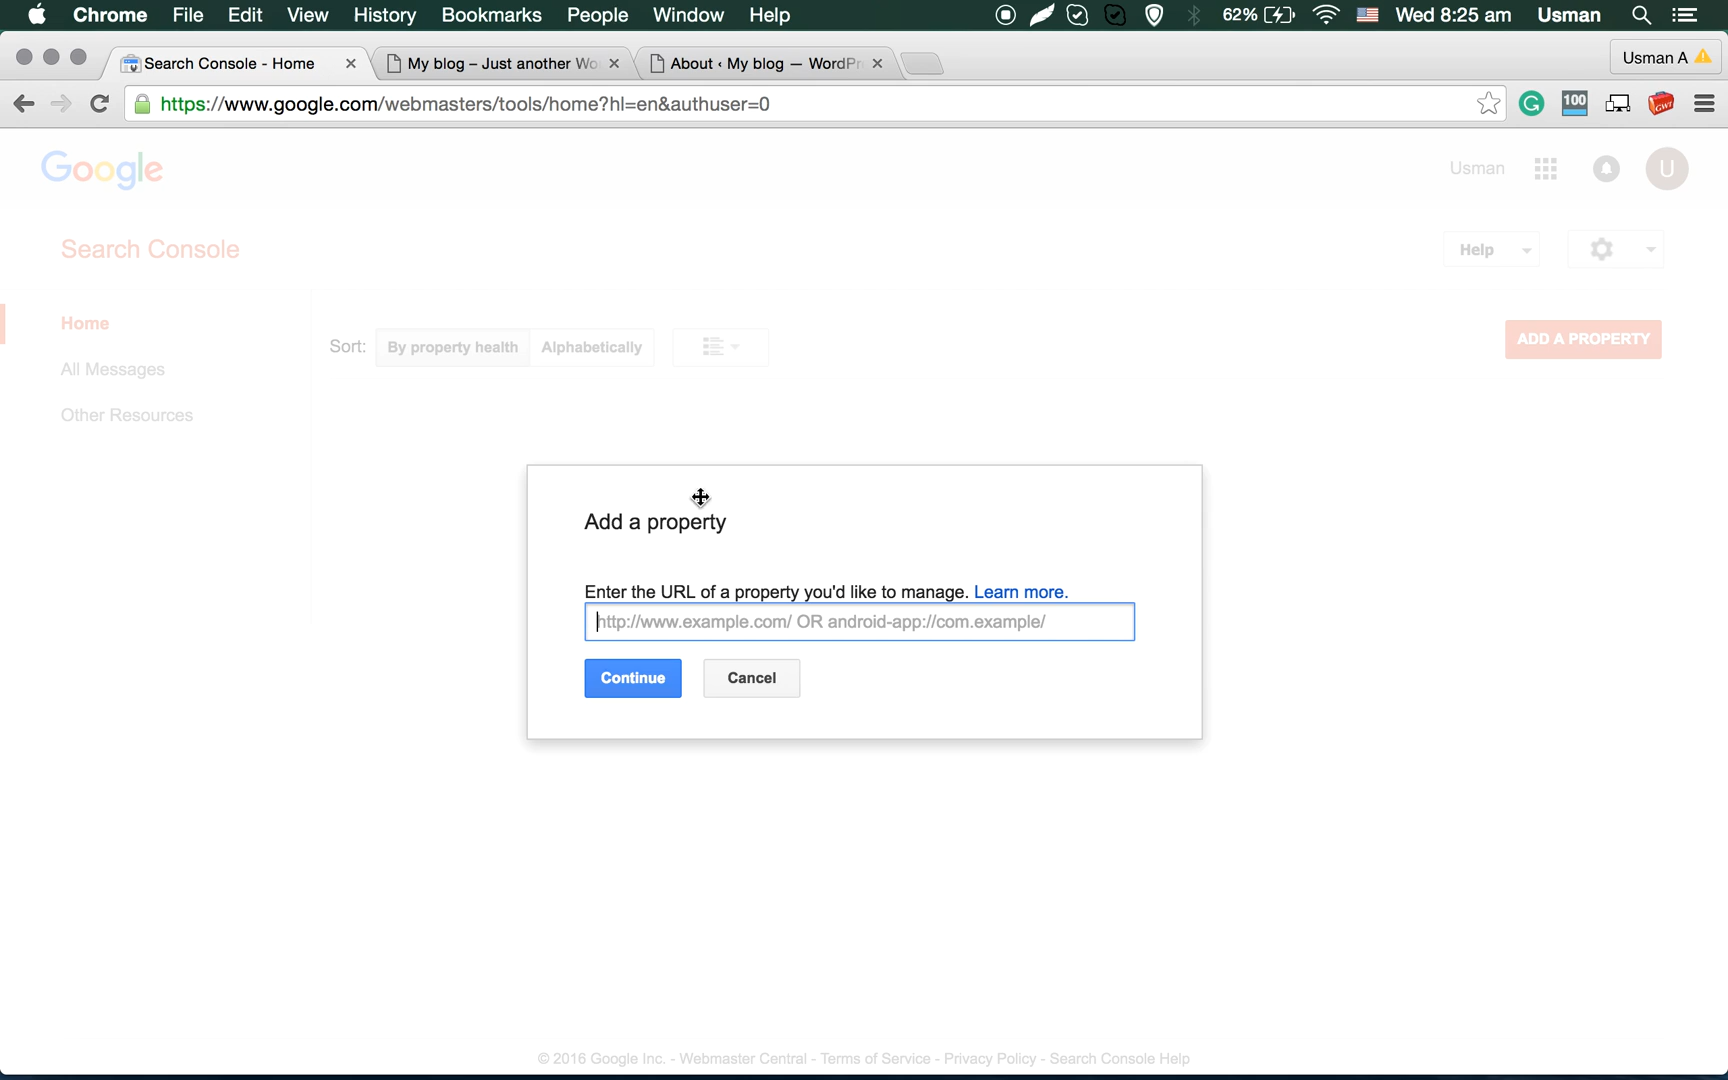 Chrome File Edit View History Bookmarks People Window Help 62% Wed 8:25 am Usman
Search Console - Home My blog – Just another Wo About ‹ My blog — WordPr Usman A
https://www.google.com/webmasters/tools/home?hl=en&authuser=0 100 GWT
Google Usman U
Search Console Help
Home
All Messages
Other Resources
Sort: By property health Alphabetically ADD A PROPERTY
Add a property
Enter the URL of a property you'd like to manage. Learn more.
http://www.example.com/ OR android-app://com.example/
Continue Cancel
© 2016 Google Inc. - Webmaster Central - Terms of Service - Privacy Policy - Search Console Help